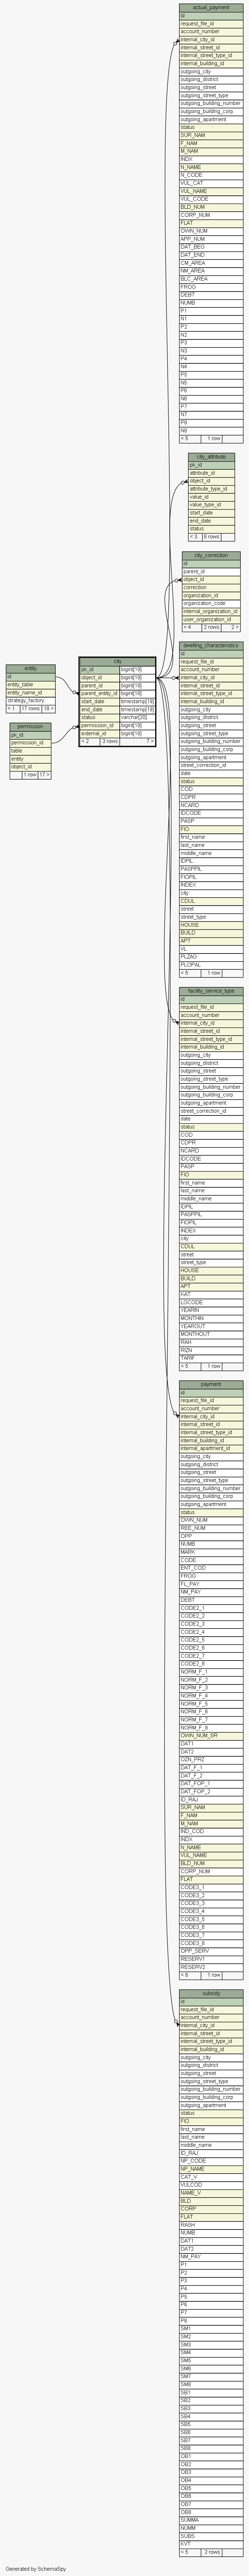 actual_payment
id
request_file_id
account_number
internal_city_id
internal_street_id
internal_street_type_id
internal_building_id
outgoing_city
outgoing_district
outgoing_street
outgoing_street_type
outgoing_building_number
outgoing_building_corp
outgoing_apartment
status
SUR_NAM
F_NAM
M_NAM
INDX
N_NAME
N_CODE
VUL_CAT
VUL_NAME
VUL_CODE
BLD_NUM
CORP_NUM
FLAT
OWN_NUM
APP_NUM
DAT_BEG
DAT_END
CM_AREA
NM_AREA
BLC_AREA
FROG
DEBT
NUMB
P1
N1
P2
N2
P3
N3
P4
N4
P5
N5
P6
N6
P7
N7
P8
N8
< 5 1 row
city_attribute
pk_id
attribute_id
object_id
attribute_type_id
value_id
value_type_id
start_date
end_date
status
< 3 6 rows
city_correction
id
parent_id
object_id
correction
organization_id
organization_code
internal_organization_id
user_organization_id
< 4 2 rows 2 >
entity
id
entity_table
entity_name_id
strategy_factory
< 1 17 rows 18 >
permission
pk_id
permission_id
table
entity
object_id
1 row 17 >
city
pk_id bigint[19]
object_id bigint[19]
parent_id bigint[19]
parent_entity_id bigint[19]
start_date timestamp[19]
end_date timestamp[19]
status varchar[20]
permission_id bigint[19]
external_id bigint[19]
< 2 3 rows 7 >
dwelling_characteristics
id
request_file_id
account_number
internal_city_id
internal_street_id
internal_street_type_id
internal_building_id
outgoing_city
outgoing_district
outgoing_street
outgoing_street_type
outgoing_building_number
outgoing_building_corp
outgoing_apartment
street_correction_id
date
status
COD
CDPR
NCARD
IDCODE
PASP
FIO
first_name
last_name
middle_name
IDPIL
PASPPIL
FIOPIL
INDEX
city
CDUL
street
street_type
HOUSE
BUILD
APT
VL
PLZAG
PLOPAL
< 5 1 row
facility_service_type
id
request_file_id
account_number
internal_city_id
internal_street_id
internal_street_type_id
internal_building_id
outgoing_city
outgoing_district
outgoing_street
outgoing_street_type
outgoing_building_number
outgoing_building_corp
outgoing_apartment
street_correction_id
date
status
COD
CDPR
NCARD
IDCODE
PASP
FIO
first_name
last_name
middle_name
IDPIL
PASPPIL
FIOPIL
INDEX
city
CDUL
street
street_type
HOUSE
BUILD
APT
KAT
LGCODE
YEARIN
MONTHIN
YEAROUT
MONTHOUT
RAH
RIZN
TARIF
< 5 1 row
payment
id
request_file_id
account_number
internal_city_id
internal_street_id
internal_street_type_id
internal_building_id
internal_apartment_id
outgoing_city
outgoing_district
outgoing_street
outgoing_street_type
outgoing_building_number
outgoing_building_corp
outgoing_apartment
status
OWN_NUM
REE_NUM
OPP
NUMB
MARK
CODE
ENT_COD
FROG
FL_PAY
NM_PAY
DEBT
CODE2_1
CODE2_2
CODE2_3
CODE2_4
CODE2_5
CODE2_6
CODE2_7
CODE2_8
NORM_F_1
NORM_F_2
NORM_F_3
NORM_F_4
NORM_F_5
NORM_F_6
NORM_F_7
NORM_F_8
OWN_NUM_SR
DAT1
DAT2
OZN_PRZ
DAT_F_1
DAT_F_2
DAT_FOP_1
DAT_FOP_2
ID_RAJ
SUR_NAM
F_NAM
M_NAM
IND_COD
INDX
N_NAME
VUL_NAME
BLD_NUM
CORP_NUM
FLAT
CODE3_1
CODE3_2
CODE3_3
CODE3_4
CODE3_5
CODE3_6
CODE3_7
CODE3_8
OPP_SERV
RESERV1
RESERV2
< 6 1 row
subsidy
id
request_file_id
account_number
internal_city_id
internal_street_id
internal_street_type_id
internal_building_id
outgoing_city
outgoing_district
outgoing_street
outgoing_street_type
outgoing_building_number
outgoing_building_corp
outgoing_apartment
status
FIO
first_name
last_name
middle_name
ID_RAJ
NP_CODE
NP_NAME
CAT_V
VULCOD
NAME_V
BLD
CORP
FLAT
RASH
NUMB
DAT1
DAT2
NM_PAY
P1
P2
P3
P4
P5
P6
P7
P8
SM1
SM2
SM3
SM4
SM5
SM6
SM7
SM8
SB1
SB2
SB3
SB4
SB5
SB6
SB7
SB8
OB1
OB2
OB3
OB4
OB5
OB6
OB7
OB8
SUMMA
NUMM
SUBS
KVT
< 5 2 rows
Generated by SchemaSpy